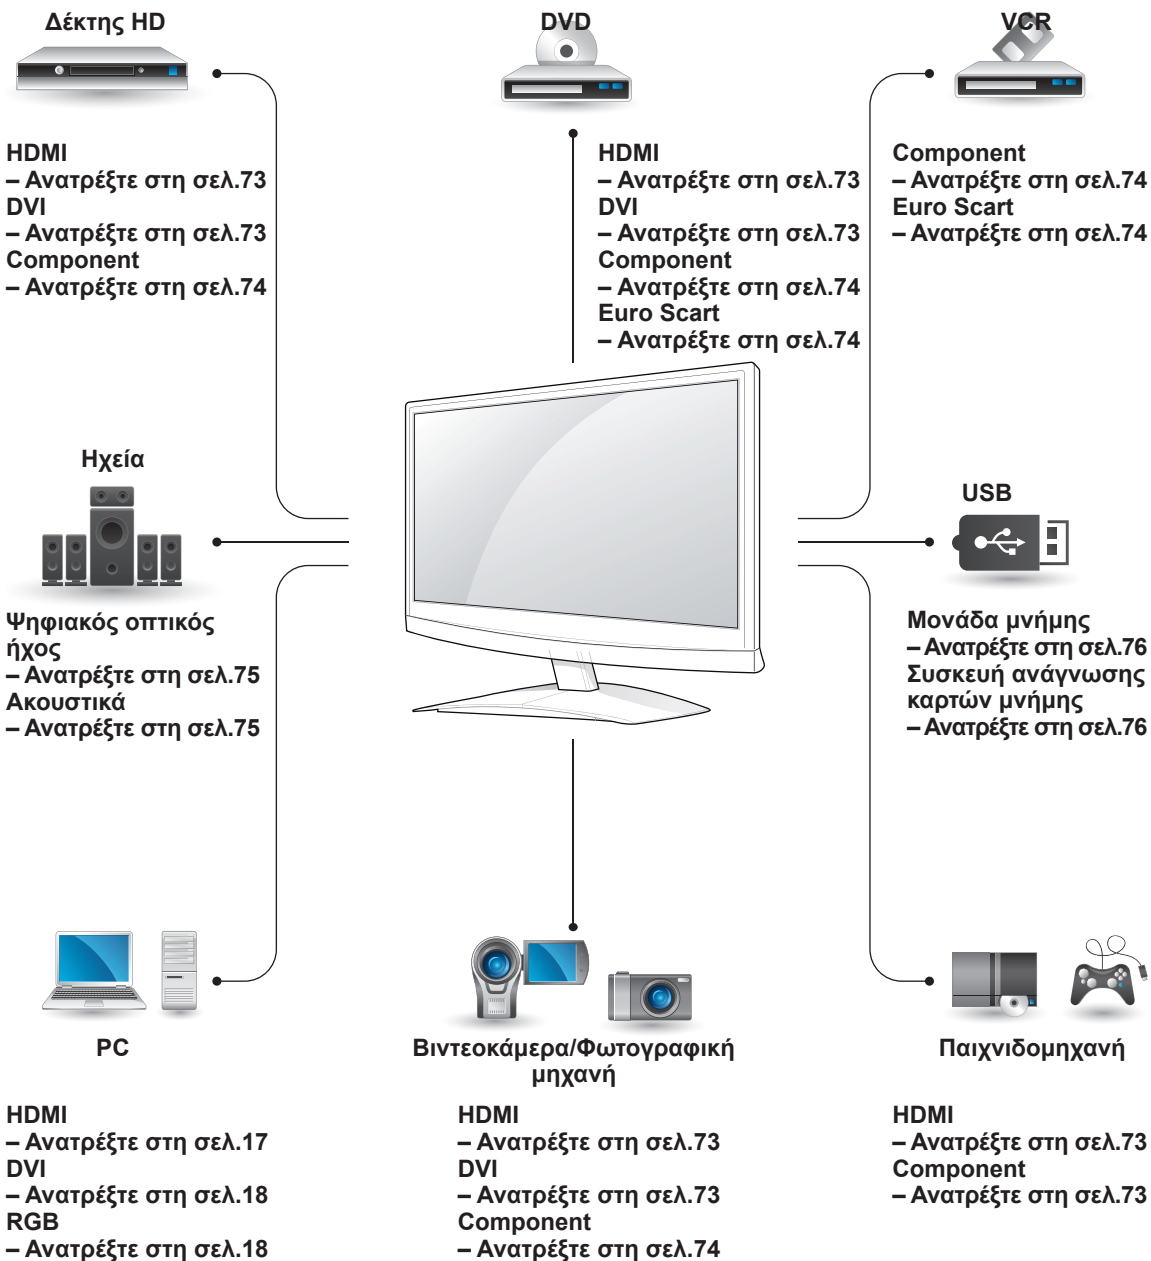 Δέκτης HD
HDMI
– Ανατρέξτε στη σελ.73
DVI
– Ανατρέξτε στη σελ.73
Component
– Ανατρέξτε στη σελ.74
DVD
HDMI
– Ανατρέξτε στη σελ.73
DVI
– Ανατρέξτε στη σελ.73
Component
– Ανατρέξτε στη σελ.74
Euro Scart
– Ανατρέξτε στη σελ.74
VCR
Component
– Ανατρέξτε στη σελ.74
Euro Scart
– Ανατρέξτε στη σελ.74
Ηχεία
Ψηφιακός οπτικός
ήχος
– Ανατρέξτε στη σελ.75
Ακουστικά
– Ανατρέξτε στη σελ.75
USB
Μονάδα μνήμης
– Ανατρέξτε στη σελ.76
Συσκευή ανάγνωσης
καρτών μνήμης
– Ανατρέξτε στη σελ.76
PC
HDMI
– Ανατρέξτε στη σελ.17
DVI
– Ανατρέξτε στη σελ.18
RGB
– Ανατρέξτε στη σελ.18
Βιντεοκάμερα/Φωτογραφική
μηχανή
HDMI
– Ανατρέξτε στη σελ.73
DVI
– Ανατρέξτε στη σελ.73
Component
– Ανατρέξτε στη σελ.74
Παιχνιδομηχανή
HDMI
– Ανατρέξτε στη σελ.73
Component
– Ανατρέξτε στη σελ.73